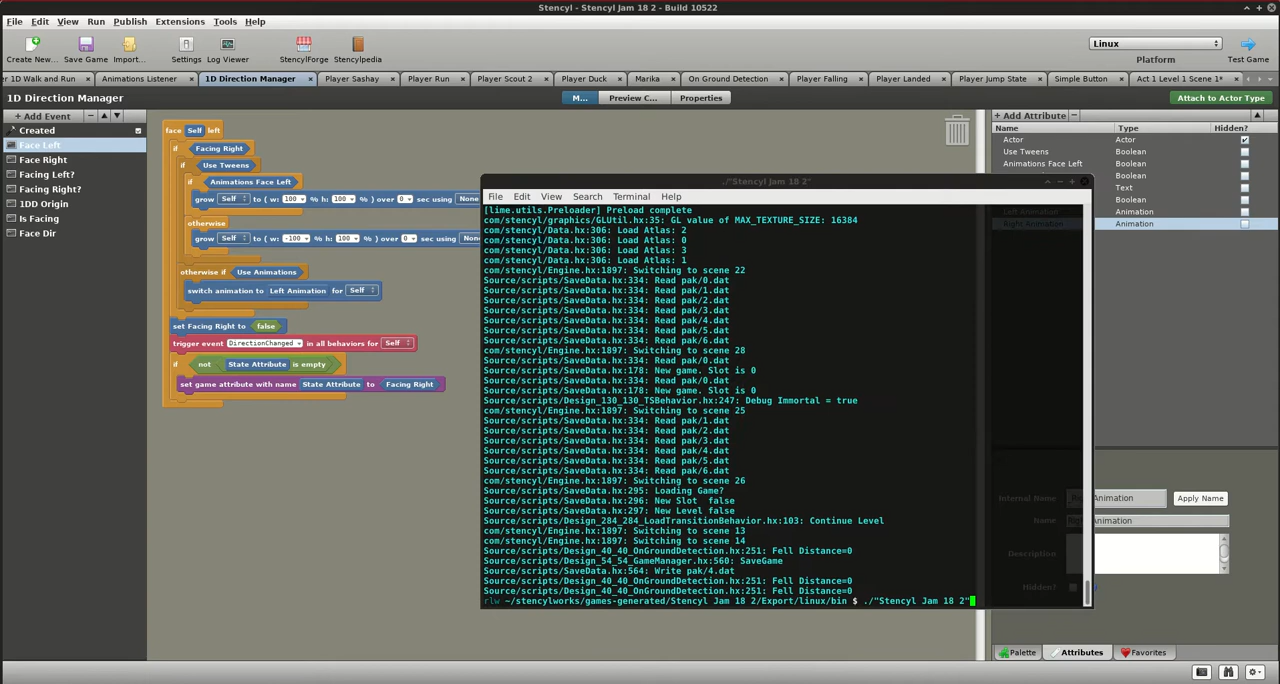 Stencyl - Stencyl Jam 18 2 - Build 10522
File Edit View Run Publish Extensions Tools Help
Create New... Save Game Import... Settings Log Viewer StencylForge Stencylpedia Linux Platform Test Game
er 1D Walk and Run Animations Listener 1D Direction Manager Player Sashay Player Run Player Scout 2 Player Duck Marika On Ground Detection Player Falling Player Landed Player Jump State Simple Button Act 1 Level 1 Scene 1*
1D Direction Manager M... Preview C... Properties Attach to Actor Type
+ Add Event
Created
Face Left
Face Right
Facing Left?
Facing Right?
1DD Origin
Is Facing
Face Dir
face Self left
if Facing Right
if Use Tweens
if Animations Face Left
grow Self to ( w: 100 % h: 100 % ) over 0 sec using None
otherwise
grow Self to ( w: -100 % h: 100 % ) over 0 sec using None
otherwise if Use Animations
switch animation to Left Animation for Self
set Facing Right to false
trigger event DirectionChanged in all behaviors for Self
if not State Attribute is empty
set game attribute with name State Attribute to Facing Right
./"Stencyl Jam 18 2"
File Edit View Search Terminal Help
[lime.utils.Preloader] Preload complete
com/stencyl/graphics/GLUtil.hx:35: GL value of MAX_TEXTURE_SIZE: 16384
com/stencyl/Data.hx:306: Load Atlas: 2
com/stencyl/Data.hx:306: Load Atlas: 0
com/stencyl/Data.hx:306: Load Atlas: 3
com/stencyl/Data.hx:306: Load Atlas: 1
com/stencyl/Engine.hx:1897: Switching to scene 22
Source/scripts/SaveData.hx:334: Read pak/0.dat
Source/scripts/SaveData.hx:334: Read pak/1.dat
Source/scripts/SaveData.hx:334: Read pak/2.dat
Source/scripts/SaveData.hx:334: Read pak/3.dat
Source/scripts/SaveData.hx:334: Read pak/4.dat
Source/scripts/SaveData.hx:334: Read pak/5.dat
Source/scripts/SaveData.hx:334: Read pak/6.dat
com/stencyl/Engine.hx:1897: Switching to scene 28
Source/scripts/SaveData.hx:334: Read pak/0.dat
Source/scripts/SaveData.hx:178: New game. Slot is 0
Source/scripts/SaveData.hx:334: Read pak/0.dat
Source/scripts/SaveData.hx:178: New game. Slot is 0
Source/scripts/Design_130_130_TSBehavior.hx:247: Debug Immortal = true
com/stencyl/Engine.hx:1897: Switching to scene 25
Source/scripts/SaveData.hx:334: Read pak/1.dat
Source/scripts/SaveData.hx:334: Read pak/2.dat
Source/scripts/SaveData.hx:334: Read pak/3.dat
Source/scripts/SaveData.hx:334: Read pak/4.dat
Source/scripts/SaveData.hx:334: Read pak/5.dat
Source/scripts/SaveData.hx:334: Read pak/6.dat
com/stencyl/Engine.hx:1897: Switching to scene 26
Source/scripts/SaveData.hx:295: Loading Game?
Source/scripts/SaveData.hx:296: New Slot false
Source/scripts/SaveData.hx:297: New Level false
Source/scripts/Design_284_284_LoadTransitionBehavior.hx:103: Continue Level
com/stencyl/Engine.hx:1897: Switching to scene 13
com/stencyl/Engine.hx:1897: Switching to scene 14
Source/scripts/Design_40_40_OnGroundDetection.hx:251: Fell Distance=0
Source/scripts/Design_54_54_GameManager.hx:560: SaveGame
Source/scripts/SaveData.hx:564: Write pak/4.dat
Source/scripts/Design_40_40_OnGroundDetection.hx:251: Fell Distance=0
Source/scripts/Design_40_40_OnGroundDetection.hx:251: Fell Distance=0
rlw ~/stencylworks/games-generated/Stencyl Jam 18 2/Export/linux/bin $ ./"Stencyl Jam 18 2"
+ Add Attribute
Name Type Hidden?
Actor Actor
Use Tweens Boolean
Animations Face Left Boolean
Boolean
Text
Boolean
Left Animation Animation
Right Animation Animation
Internal Name Animation Apply Name
Name Animation
Description
Hidden?
Palette Attributes Favorites